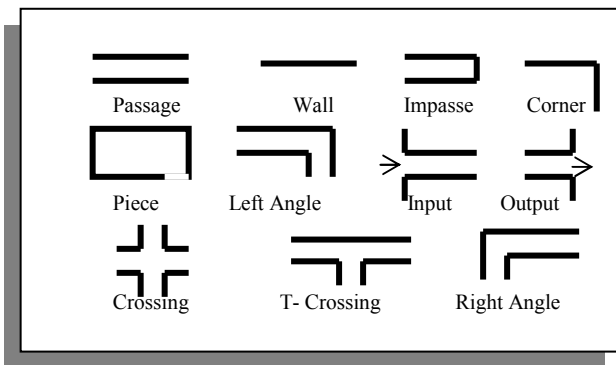 Passage Wall Impasse Corner
Piece Left Angle Input Output
Crossing T- Crossing Right Angle